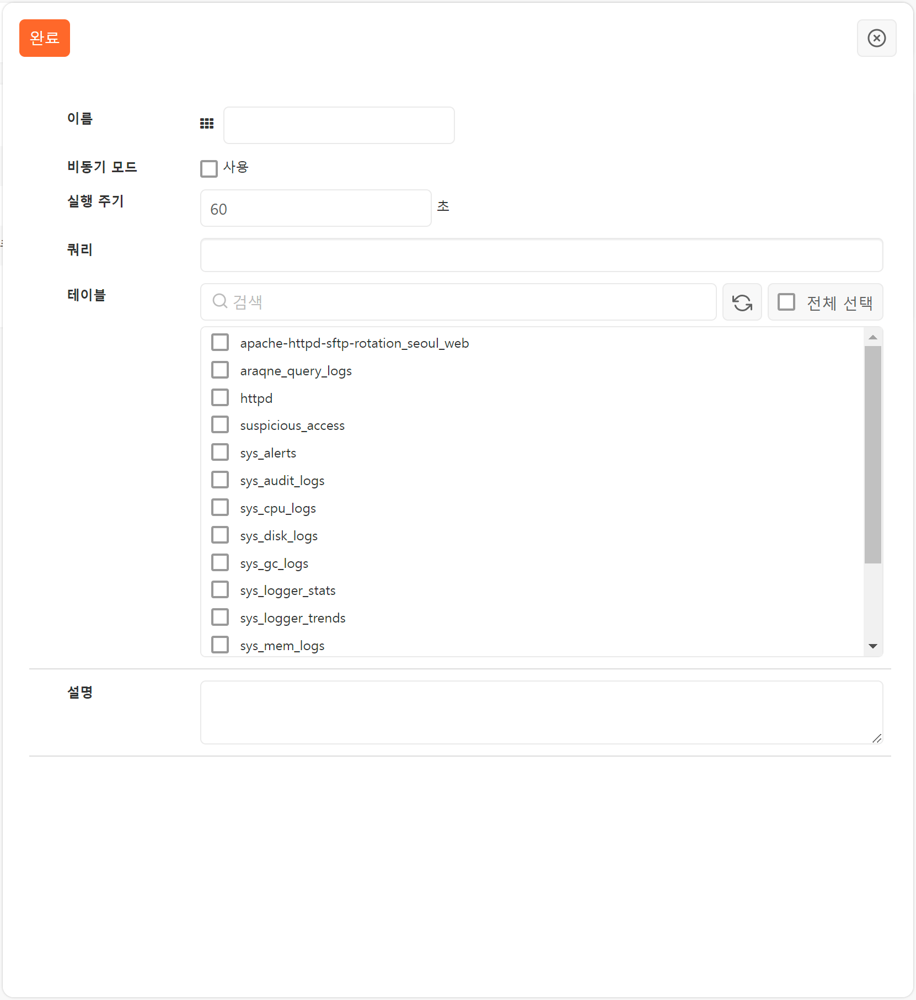 완료
이름
비동기 모드
사용
실행 주기
60
초
쿼리
테이블
검색
전체 선택
apache-httpd-sftp-rotation_seoul_web
araqne_query_logs
httpd
suspicious_access
sys_alerts
sys_audit_logs
sys_cpu_logs
sys_disk_logs
sys_gc_logs
sys_logger_stats
sys_logger_trends
sys_mem_logs
설명